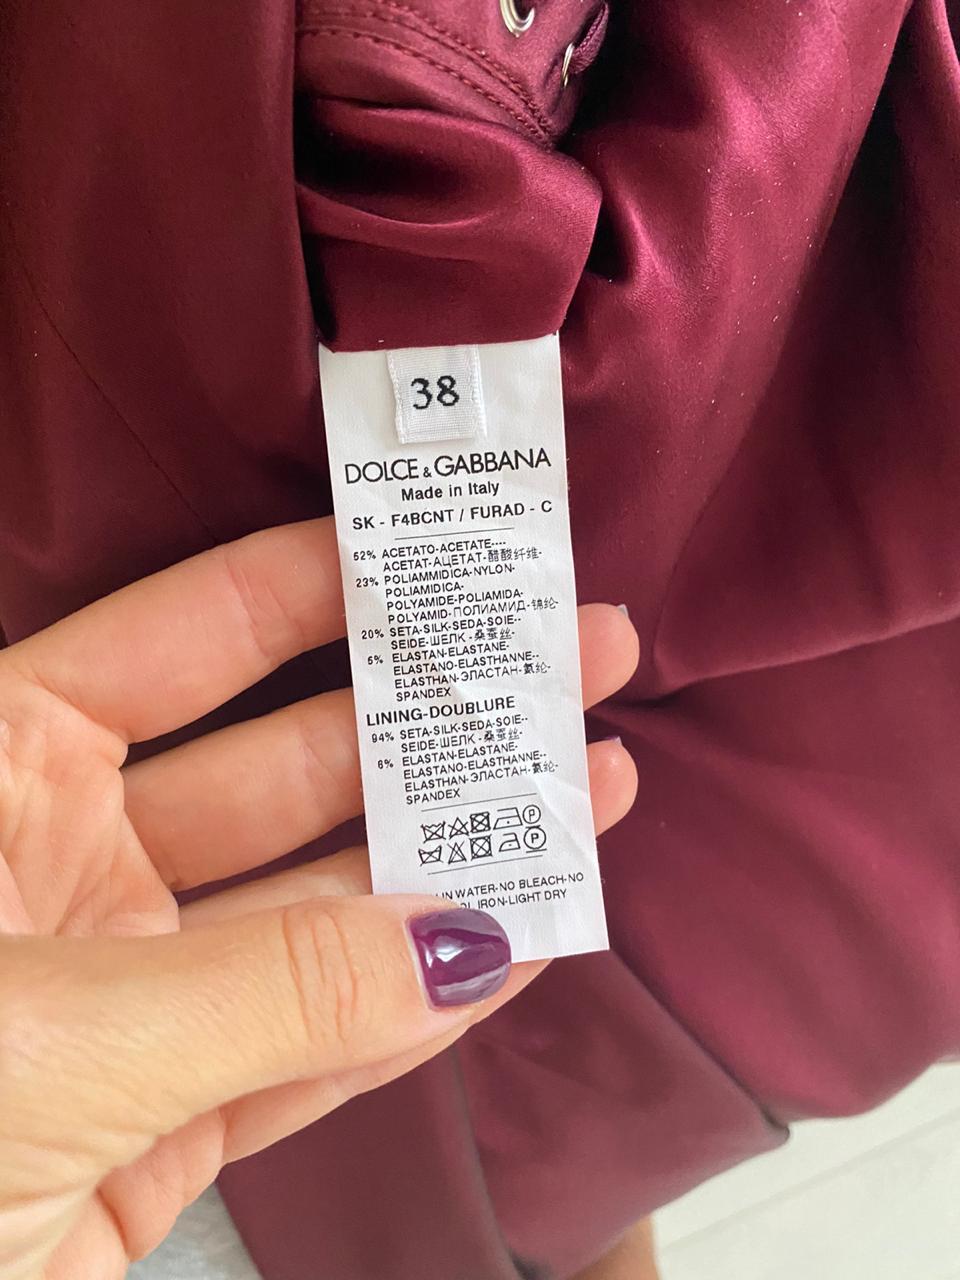 38
DOLCE & GABBANA
Made in Italy
SK - F4BCNT / FURAD - C
52% ACETATO-ACETATE----
ACETAT-АЦЕТАТ-醋酸纤维-
23% POLIAMMIDICA-NYLON-
POLIAMIDICA-
POLYAMIDE-POLIAMIDA-
POLYAMID-ПОЛИАМИД-锦纶-
20% SETA-SILK-SEDA-SOIE--
SEIDE-ШЕЛК-桑蚕丝-
5% ELASTAN-ELASTANE-
ELASTANO-ELASTHANNE--
ELASTHAN-ЭЛАСТАН-氨纶-
SPANDEX
LINING-DOUBLURE
94% SETA-SILK-SEDA-SOIE--
SEIDE-ШЕЛК-桑蚕丝-
6% ELASTAN-ELASTANE-
ELASTANO-ELASTHANNE--
ELASTHAN-ЭЛАСТАН-氨纶-
SPANDEX
P
P
IN WATER-NO BLEACH-NO
IRON-LIGHT DRY